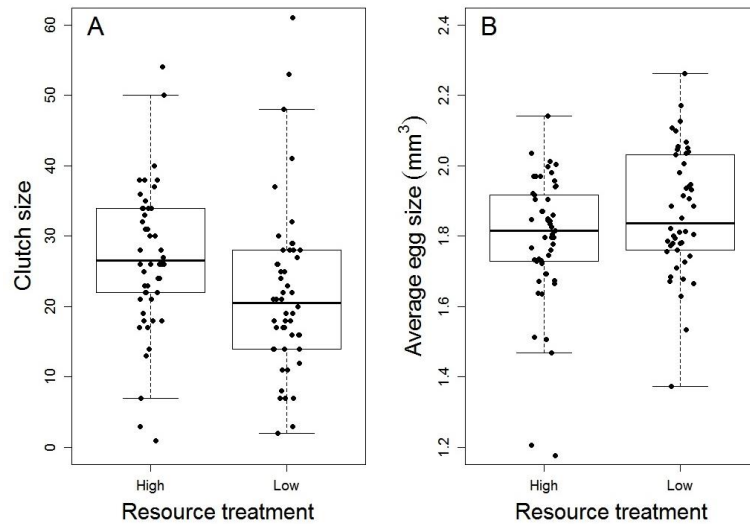 A
Clutch size
60
50
40
30
20
10
0
High
Low
Resource treatment
B
Average egg size (mm³)
2.4
2.2
2.0
1.8
1.6
1.4
1.2
High
Low
Resource treatment